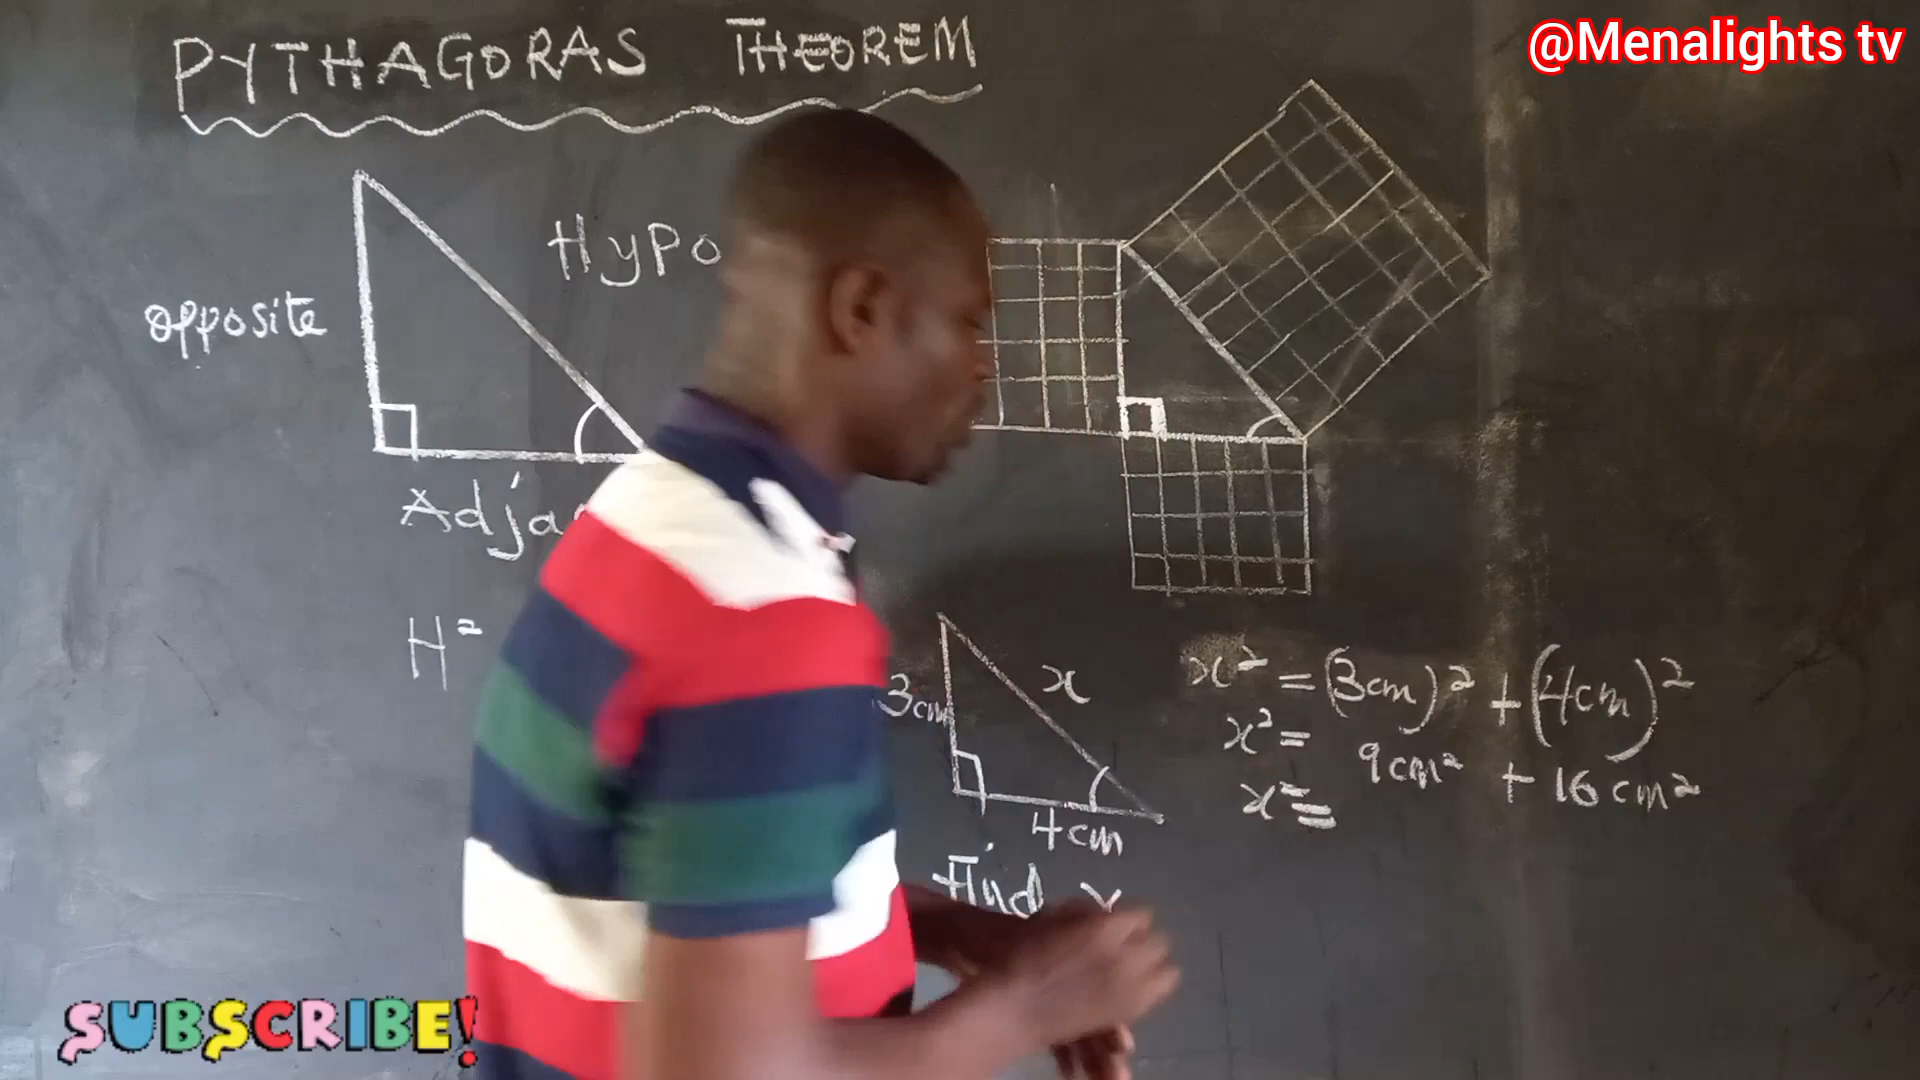 PYTHAGORAS THEOREM
@Menalights tv
Hypo
opposite
Adja
H²
3cm
x
4cm
Find x
x² = (3cm)² + (4cm)²
x² = 9cm² + 16cm²
x² =
SUBSCRIBE!